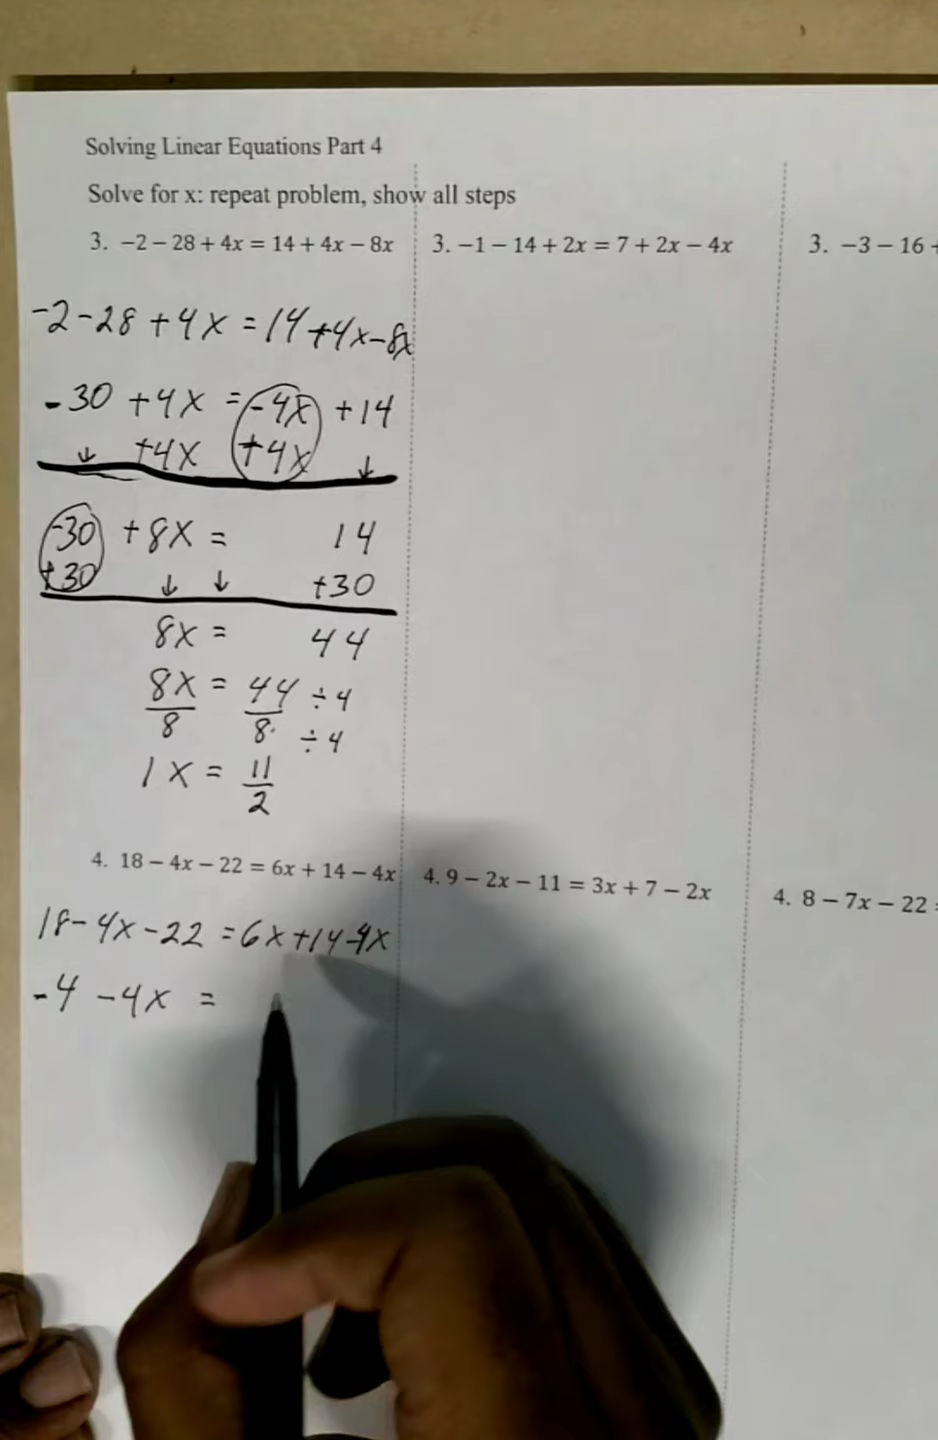 Solving Linear Equations Part 4
Solve for x: repeat problem, show all steps
3. −2 − 28 + 4x = 14 + 4x − 8x
3. −1 − 14 + 2x = 7 + 2x − 4x
3. −3 − 16 +
-2 - 28 + 4x = 14 + 4x - 8x
-30 + 4x = -4x + 14
↓ +4x +4x ↓
-30 + 8x = 14
+30 ↓ ↓ +30
8x = 44
8x = 44 ÷ 4
8 8 ÷ 4
1x = 11
2
4. 18 − 4x − 22 = 6x + 14 − 4x
4. 9 − 2x − 11 = 3x + 7 − 2x
4. 8 − 7x − 22 =
18 - 4x - 22 = 6x + 14 - 4x
-4 - 4x =